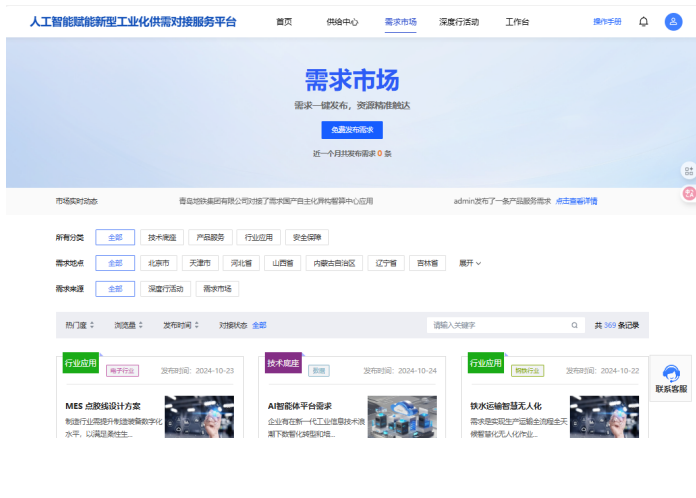 人工智能赋能新型工业化供需对接服务平台 首页 供给中心 需求市场 深度行活动 工作台 操作手册
需求市场
需求一键发布，资源精准触达
免费发布需求
近一个月共发布需求 0 条
市场实时动态 青岛地铁集团有限公司对接了需求国产自主化异构智算中心应用 admin发布了一条产品服务需求 点击查看详情
所有分类 全部 技术底座 产品服务 行业应用 安全保障
需求地点 全部 北京市 天津市 河北省 山西省 内蒙古自治区 辽宁省 吉林省 展开
需求来源 全部 深度行活动 需求市场
热门度 浏览量 发布时间 对接状态 全部 请输入关键字 共 369 条记录
行业应用 电子行业 发布时间：2024-10-23
MES 点胶线设计方案
制造行业需提升制造装备数字化
水平，以满足柔性生...
技术底座 发布时间：2024-10-24
AI智能体平台需求
企业有在新一代工业信息技术浪
潮下数智化转型和培...
行业应用 钢铁行业 发布时间：2024-10-22
铁水运输智慧无人化
需求是实现生产运输全流程全天
候智慧化无人化作业...
联系客服